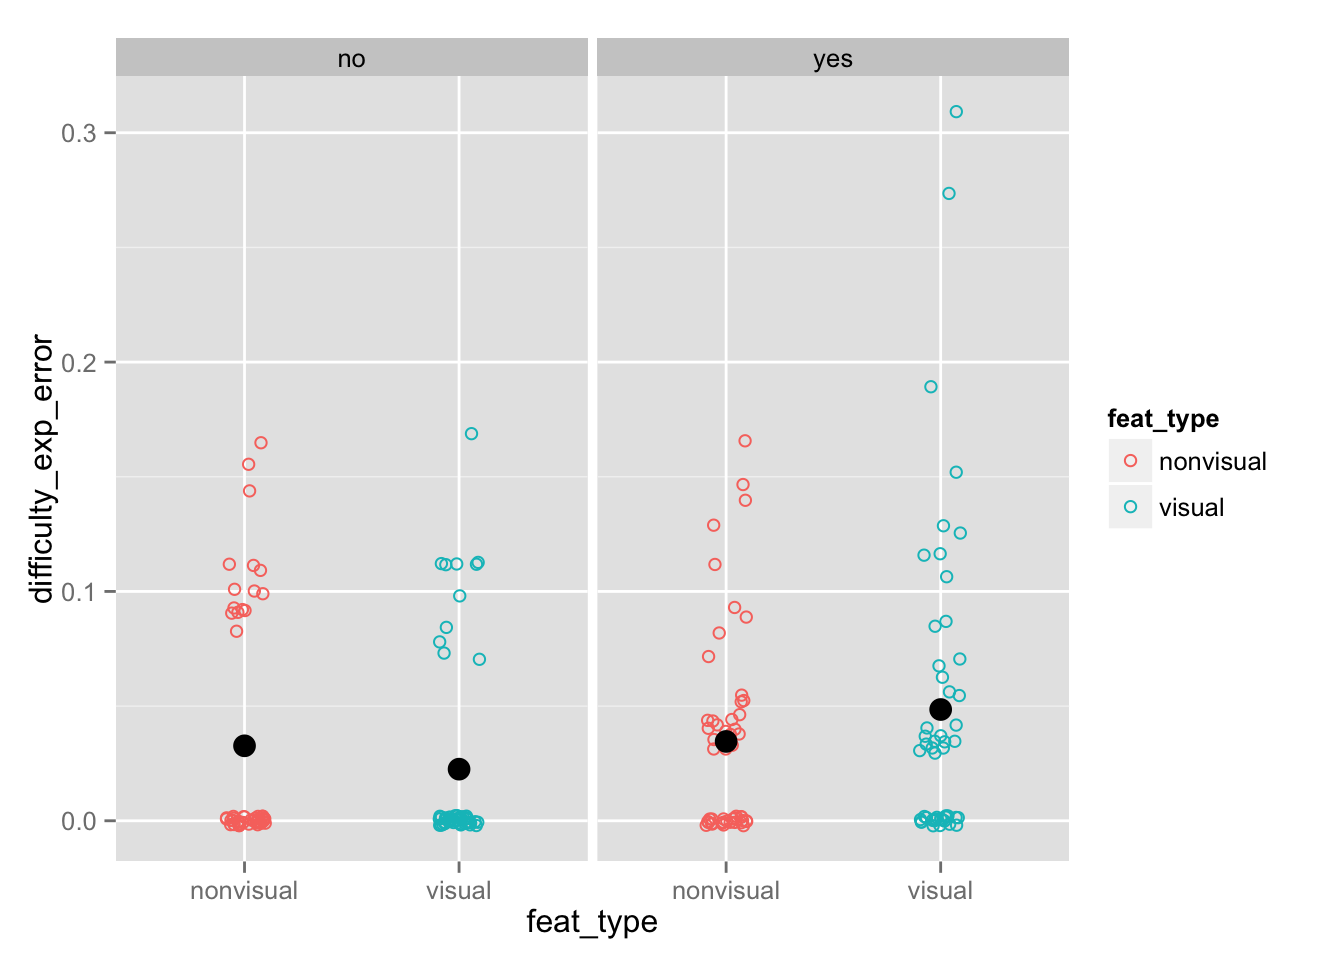 no
yes
difficulty_exp_error
0.3
0.2
0.1
0.0
nonvisual
visual
nonvisual
visual
feat_type
feat_type
nonvisual
visual